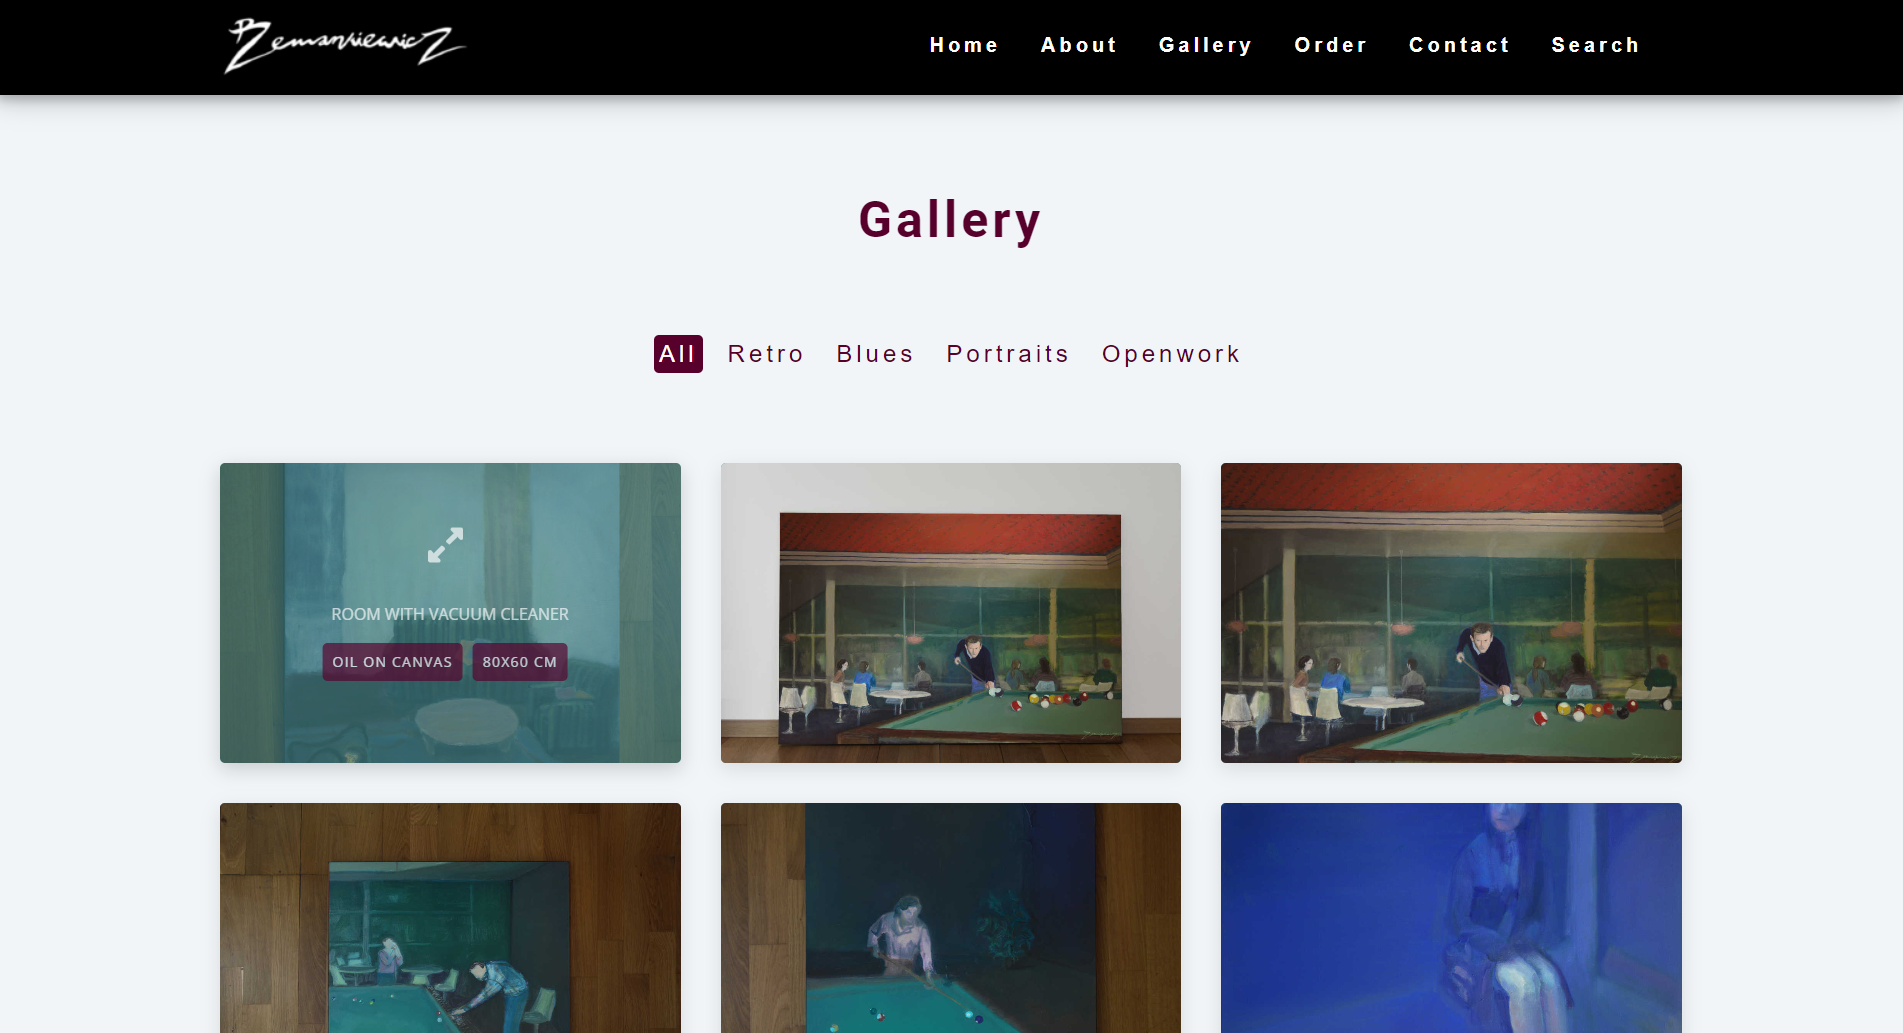 Bzemankiewicz
Home About Gallery Order Contact Search
Gallery
All Retro Blues Portraits Openwork
ROOM WITH VACUUM CLEANER
OIL ON CANVAS 80X60 CM